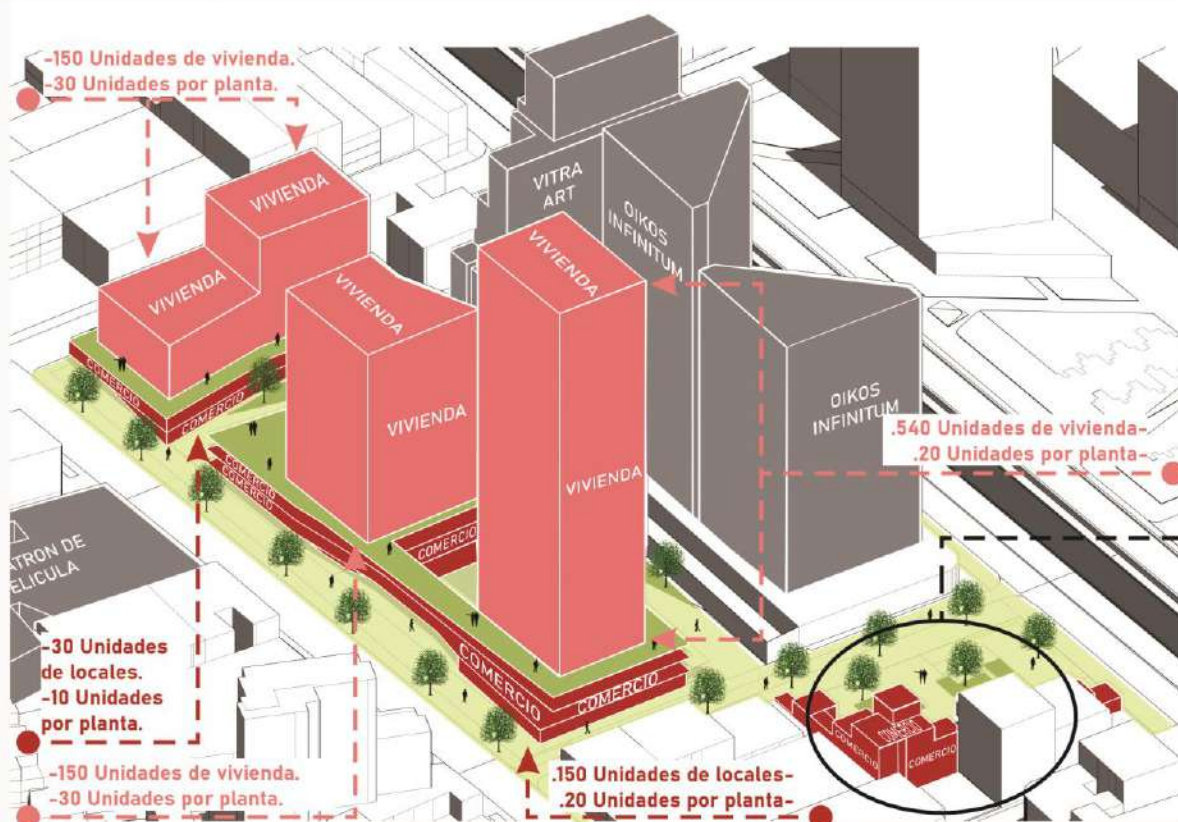 -150 Unidades de vivienda.
-30 Unidades por planta.
VIVIENDA
VIVIENDA
VIVIENDA
VIVIENDA
VIVIENDA
VIVIENDA
VITRA
ART
OIKOS
INFINITUM
OIKOS
INFINITUM
COMERCIO
COMERCIO
COMERCIO
COMERCIO
COMERCIO
COMERCIO
COMERCIO
.540 Unidades de vivienda-
.20 Unidades por planta-
ATRON DE
ELICULA
-30 Unidades
de locales.
-10 Unidades
por planta.
-150 Unidades de vivienda.
-30 Unidades por planta.
.150 Unidades de locales-
.20 Unidades por planta-
COMERCIO
COMERCIO
COMERCIO